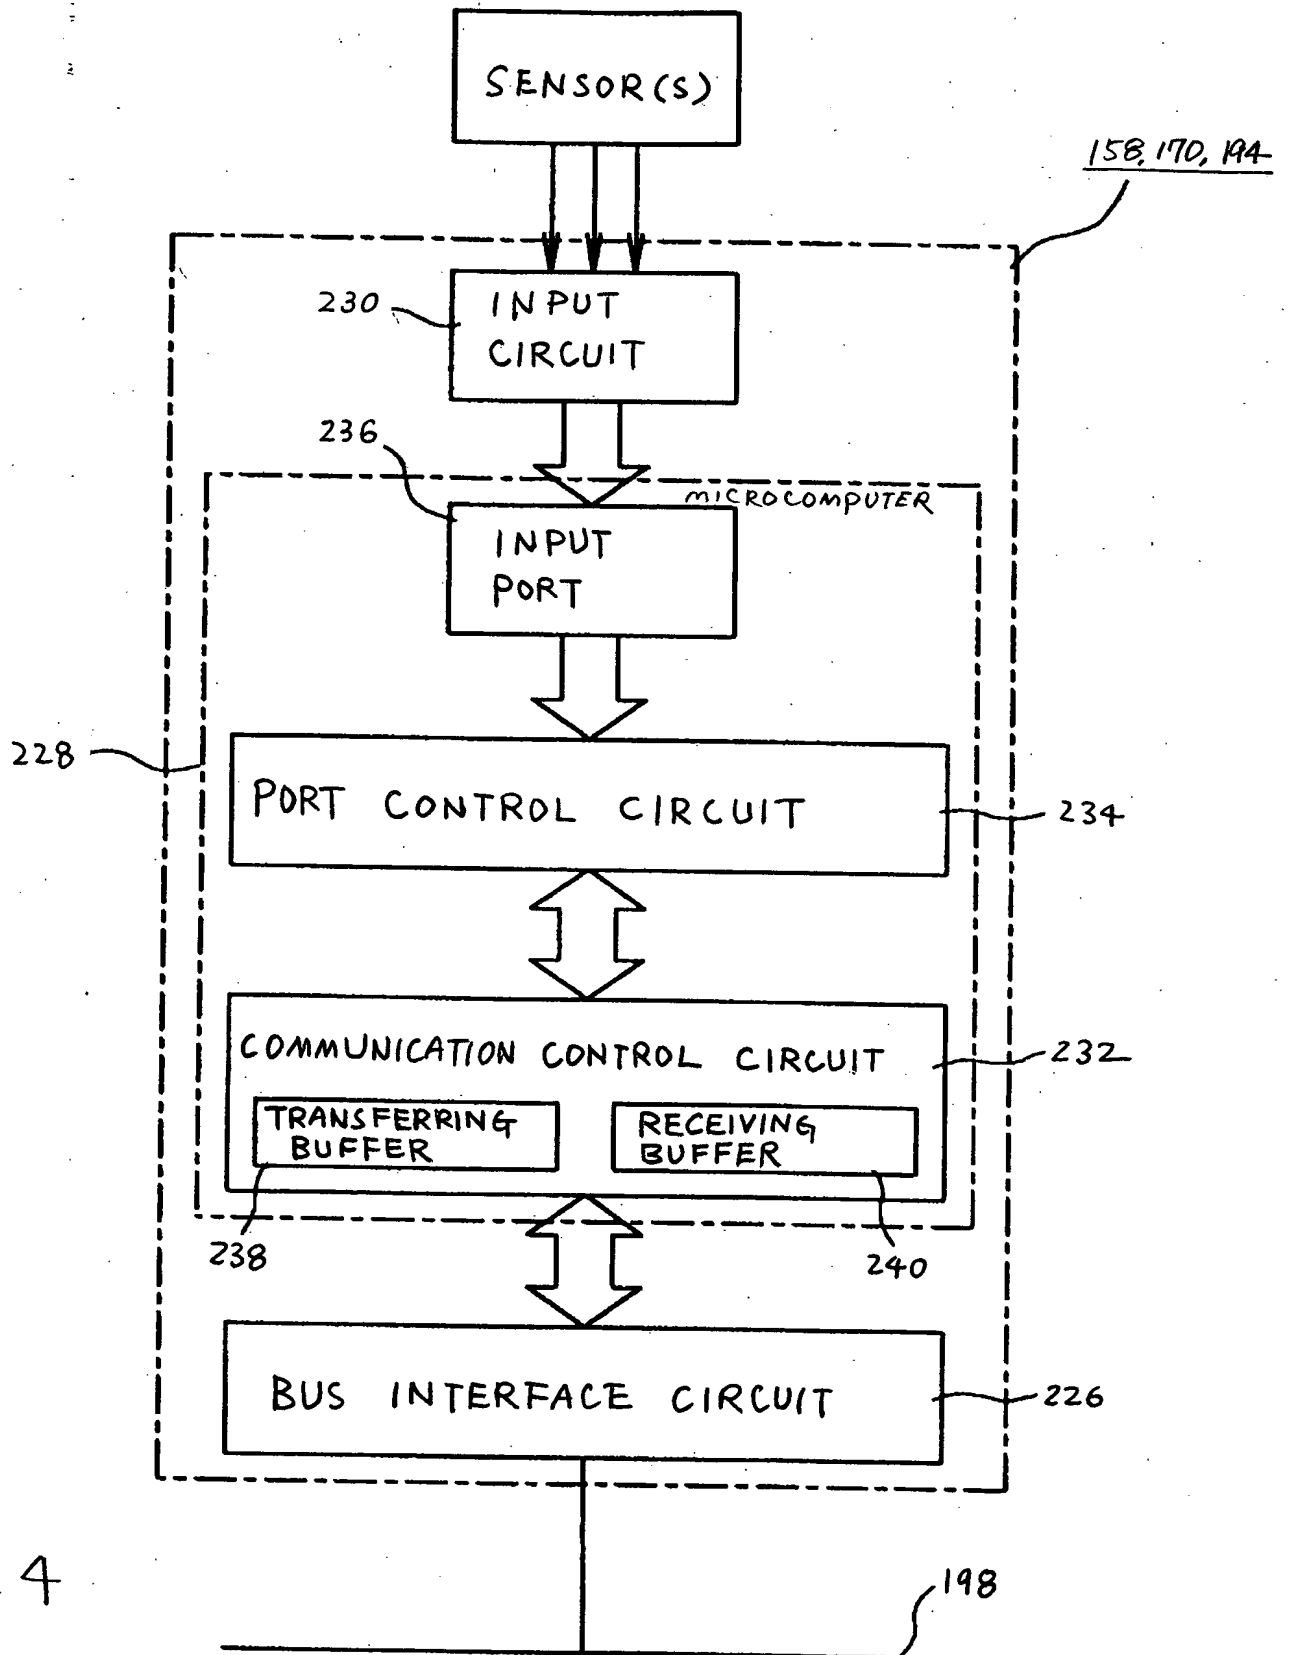 SENSOR(S)
158, 170, 194
230
INPUT
CIRCUIT
236
MICROCOMPUTER
INPUT
PORT
228
PORT CONTROL CIRCUIT
234
COMMUNICATION CONTROL CIRCUIT
232
TRANSFERRING
BUFFER
RECEIVING
BUFFER
238
240
BUS INTERFACE CIRCUIT
226
4
198